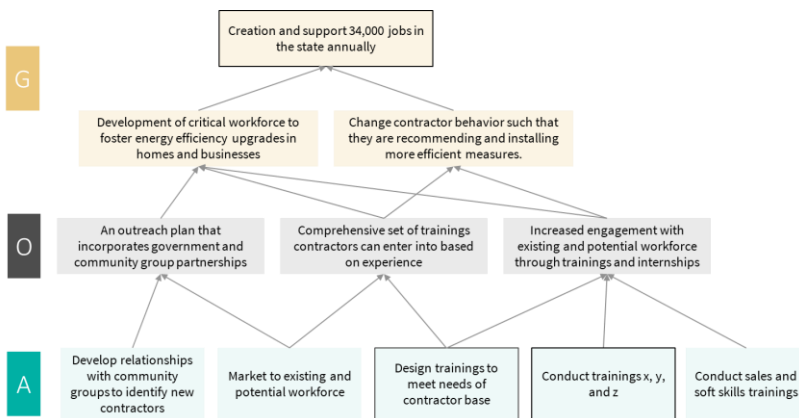 Creation and support 34,000 jobs in
the state annually
G
Development of critical workforce to
foster energy efficiency upgrades in
homes and businesses
Change contractor behavior such that
they are recommending and installing
more efficient measures.
O
An outreach plan that
incorporates government and
community group partnerships
Comprehensive set of trainings
contractors can enter into based
on experience
Increased engagement with
existing and potential workforce
through trainings and internships
A
Develop relationships
with community
groups to identify new
contractors
Market to existing and
potential workforce
Design trainings to
meet needs of
contractor base
Conduct trainings x, y,
and z
Conduct sales and
soft skills trainings